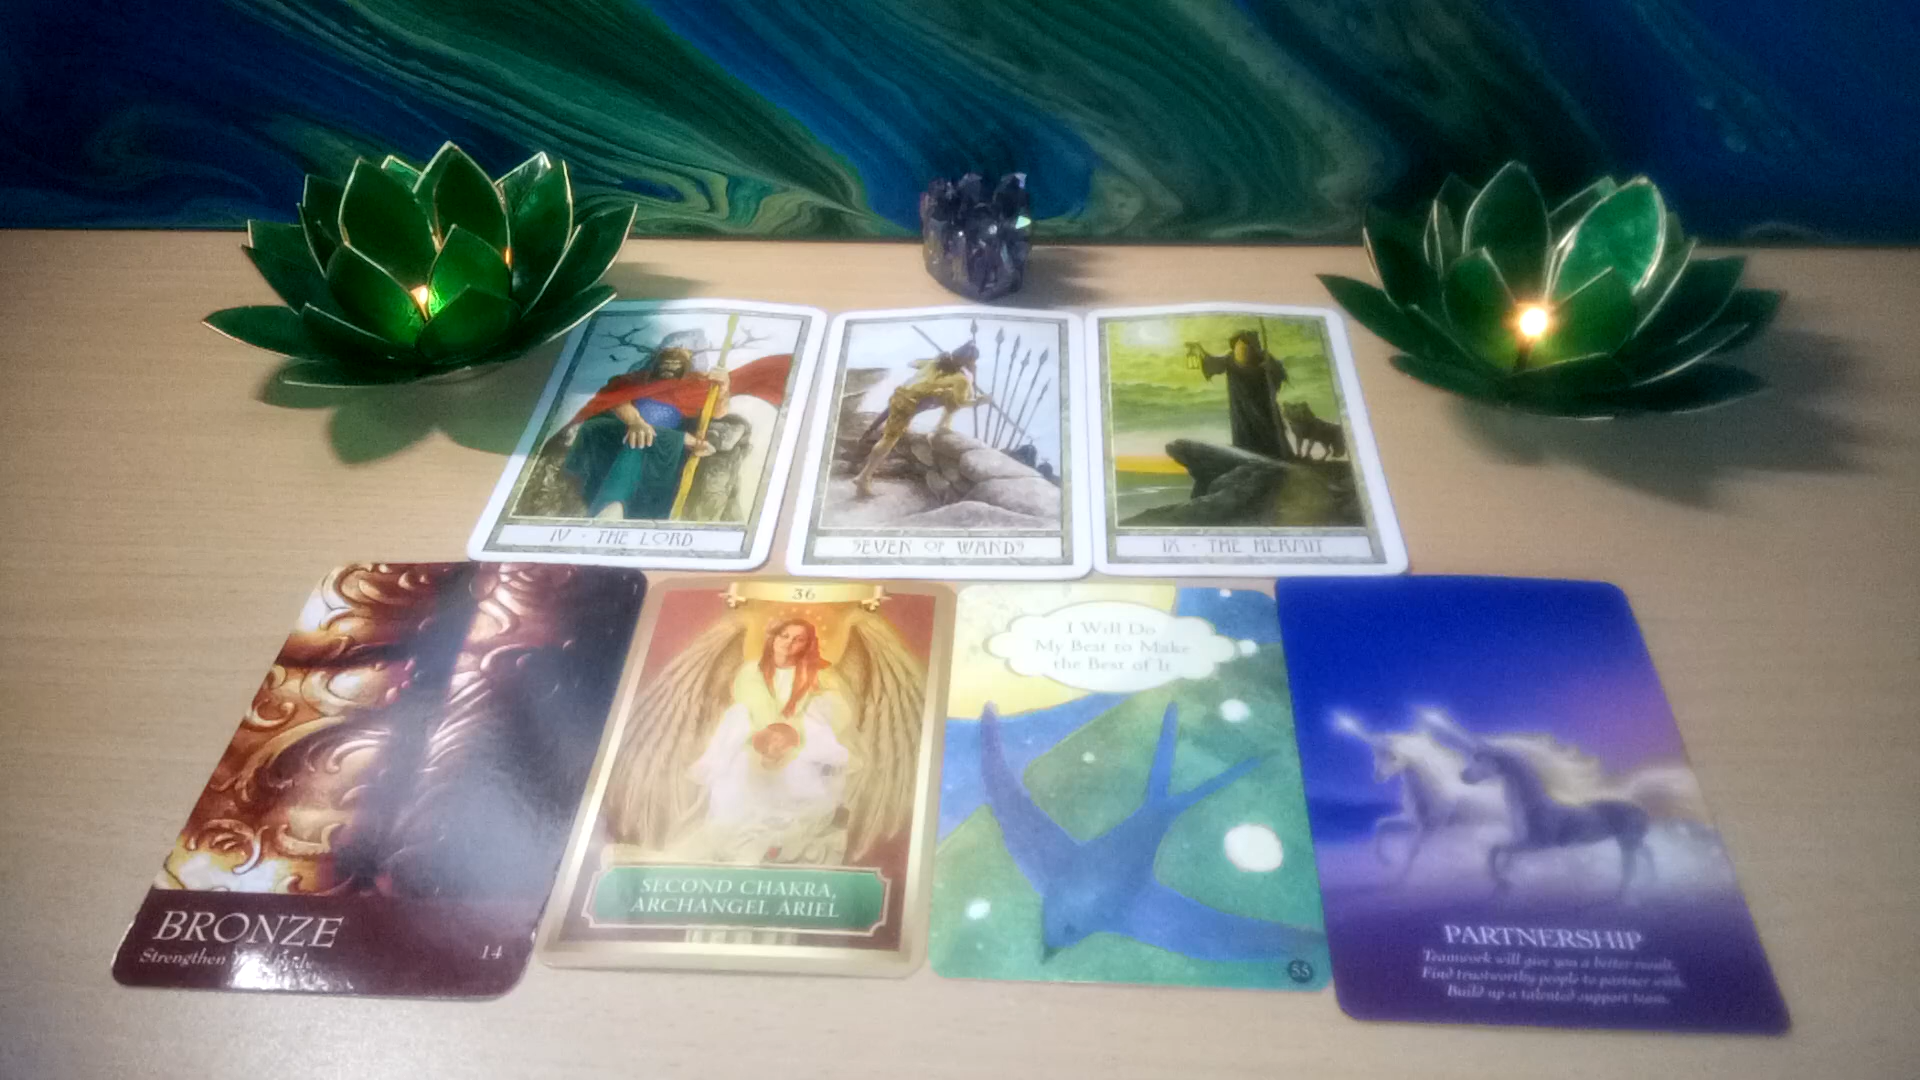 IV · THE LORD
SEVEN OF WANDS
IX · THE HERMIT
BRONZE
Strengthen
14
36
SECOND CHAKRA,
ARCHANGEL ARIEL
I Will Do
My Best to Make
the Best of It
55
PARTNERSHIP
Teamwork will give you a better result.
Find trustworthy people to partner with.
Build up a talented support team.